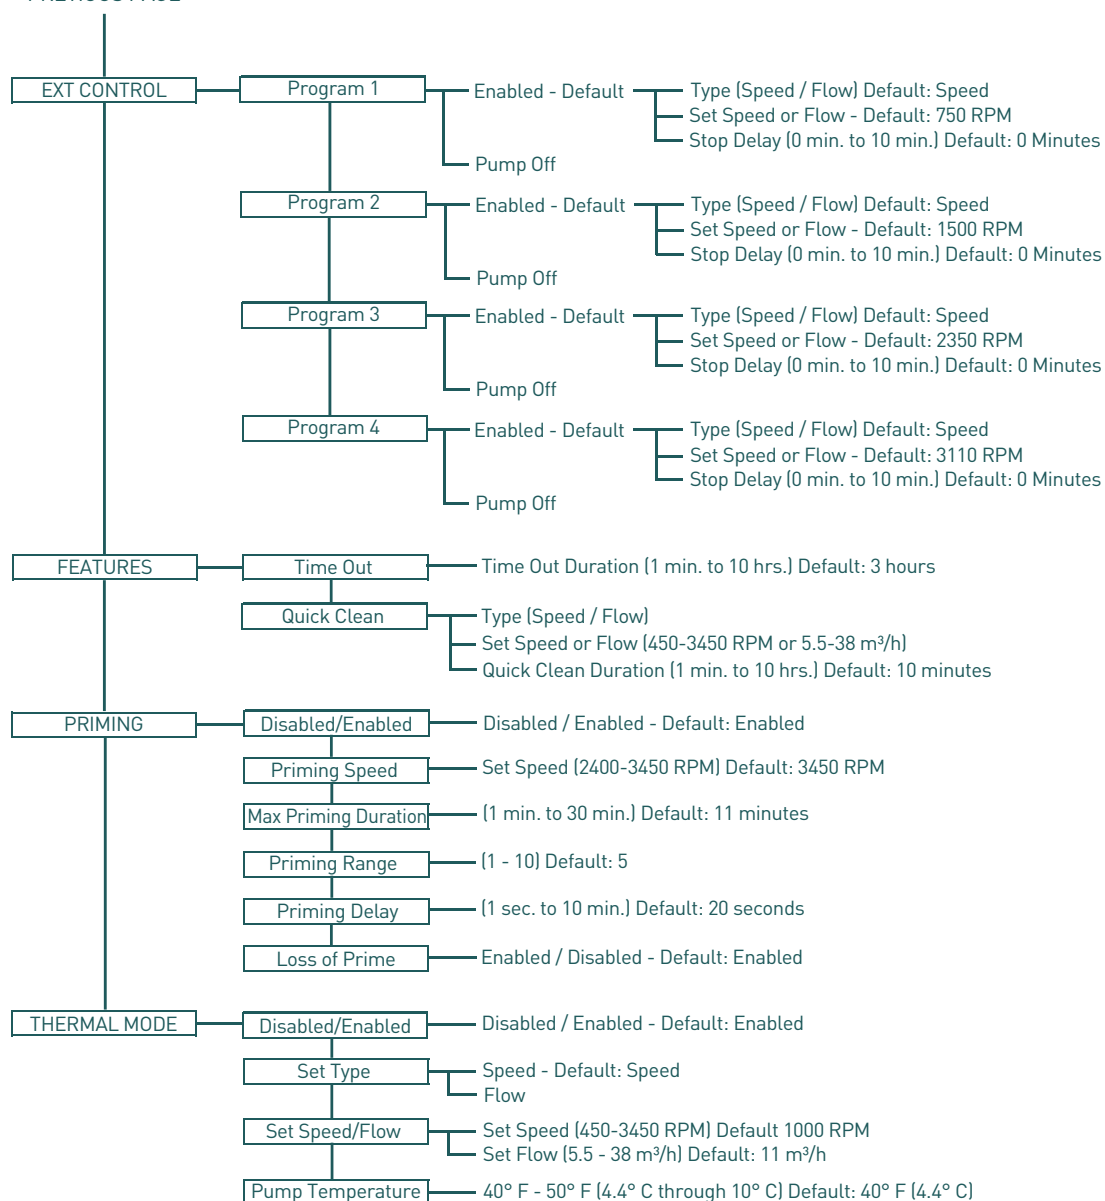 EXT CONTROL
Program 1
Enabled - Default
Type (Speed / Flow) Default: Speed
Set Speed or Flow - Default: 750 RPM
Stop Delay (0 min. to 10 min.) Default: 0 Minutes
Pump Off
Program 2
Enabled - Default
Type (Speed / Flow) Default: Speed
Set Speed or Flow - Default: 1500 RPM
Stop Delay (0 min. to 10 min.) Default: 0 Minutes
Pump Off
Program 3
Enabled - Default
Type (Speed / Flow) Default: Speed
Set Speed or Flow - Default: 2350 RPM
Stop Delay (0 min. to 10 min.) Default: 0 Minutes
Pump Off
Program 4
Enabled - Default
Type (Speed / Flow) Default: Speed
Set Speed or Flow - Default: 3110 RPM
Stop Delay (0 min. to 10 min.) Default: 0 Minutes
Pump Off
FEATURES
Time Out
Time Out Duration (1 min. to 10 hrs.) Default: 3 hours
Quick Clean
Type (Speed / Flow)
Set Speed or Flow (450-3450 RPM or 5.5-38 m³/h)
Quick Clean Duration (1 min. to 10 hrs.) Default: 10 minutes
PRIMING
Disabled/Enabled
Disabled / Enabled - Default: Enabled
Priming Speed
Set Speed (2400-3450 RPM) Default: 3450 RPM
Max Priming Duration
(1 min. to 30 min.) Default: 11 minutes
Priming Range
(1 - 10) Default: 5
Priming Delay
(1 sec. to 10 min.) Default: 20 seconds
Loss of Prime
Enabled / Disabled - Default: Enabled
THERMAL MODE
Disabled/Enabled
Disabled / Enabled - Default: Enabled
Set Type
Speed - Default: Speed
Flow
Set Speed/Flow
Set Speed (450-3450 RPM) Default 1000 RPM
Set Flow (5.5 - 38 m³/h) Default: 11 m³/h
Pump Temperature
40° F - 50° F (4.4° C through 10° C) Default: 40° F (4.4° C)